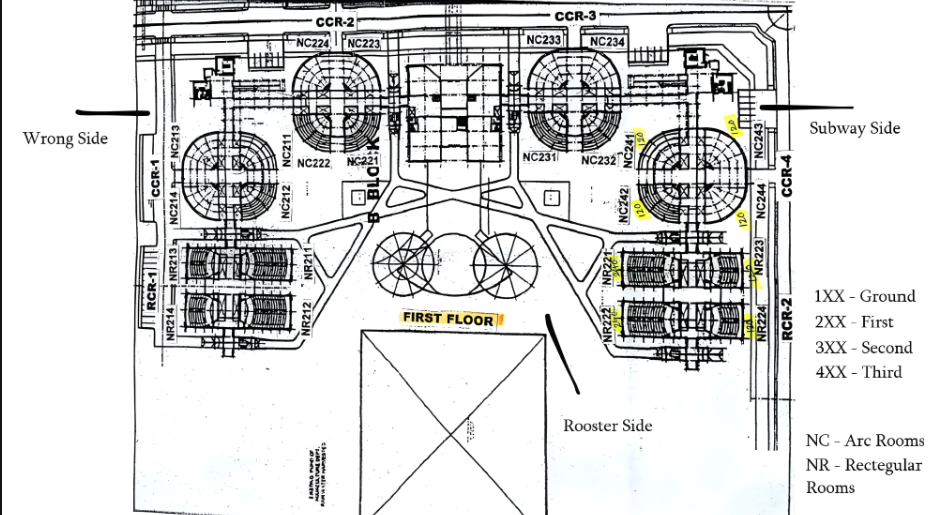 CCR-2
CCR-3
NC224 NC223
NC233 NC234
Wrong Side
Subway Side
NC213
NC211
NC222 NC221
NC231 NC232
NC241
120
120
NC243
CCR-1
CCR-4
NC214
NC212
B BLOCK
NC242
120
120
NC244
NR213
NR211
NR221
NR223
RCR-1
RCR-2
NR214
NR212
NR222
120
NR224
FIRST FLOOR
Rooster Side
1XX - Ground
2XX - First
3XX - Second
4XX - Third
NC - Arc Rooms
NR - Rectegular
Rooms